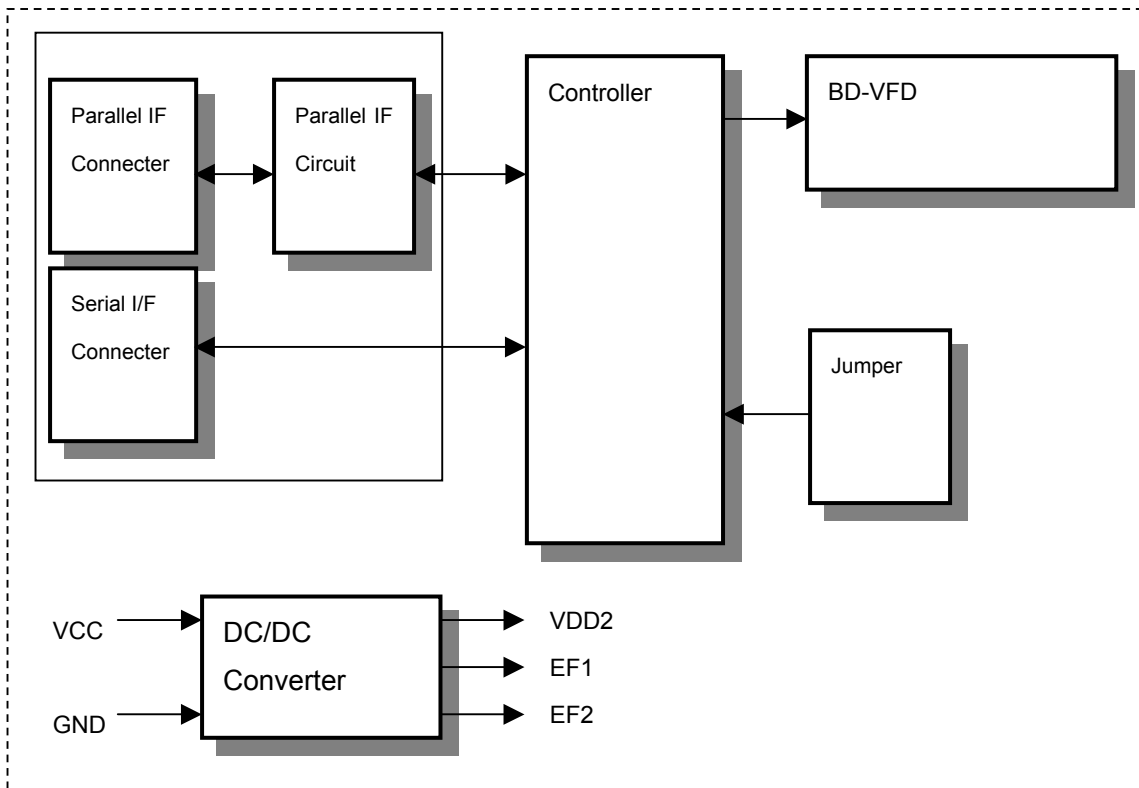 Parallel IF
Connecter
Parallel IF
Circuit
Controller
BD-VFD
Serial I/F
Connecter
Jumper
VCC
GND
DC/DC
Converter
VDD2
EF1
EF2